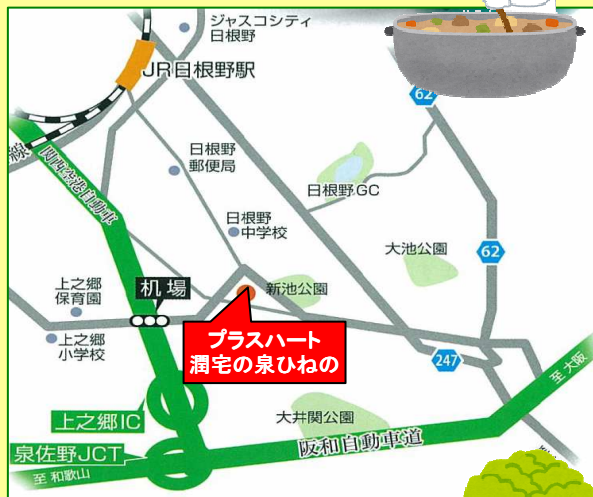 ジャスコシティ
日根野
JR日根野駅
62
線
関西空港自動車
日根野
郵便局
日根野GC
日根野
中学校
大池公園
62
上之郷
保育園
机場
新池公園
上之郷
小学校
プラスハート
潤宅の泉ひねの
247
至 大阪
上之郷IC
大井関公園
阪和自動車道
泉佐野JCT
至 和歌山